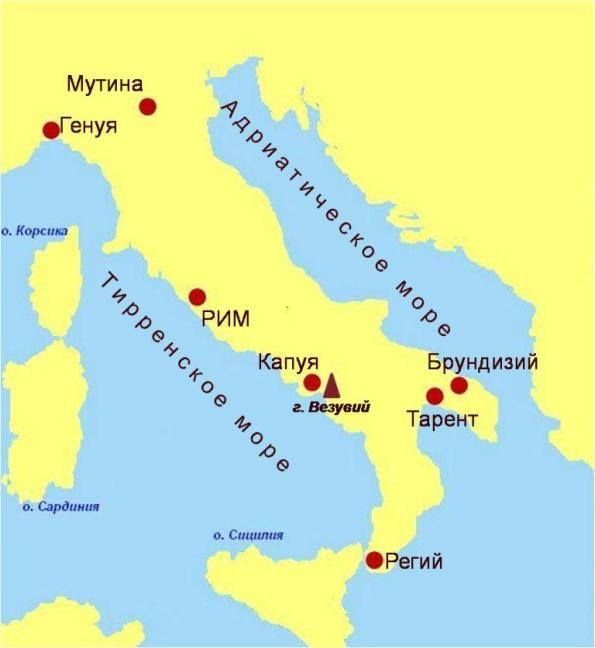 Мутина
Генуя
Адриатическое море
о. Корсика
Тирренское море
РИМ
Капуя
г. Везувий
Брундизий
Тарент
о. Сардиния
о. Сицилия
Регий